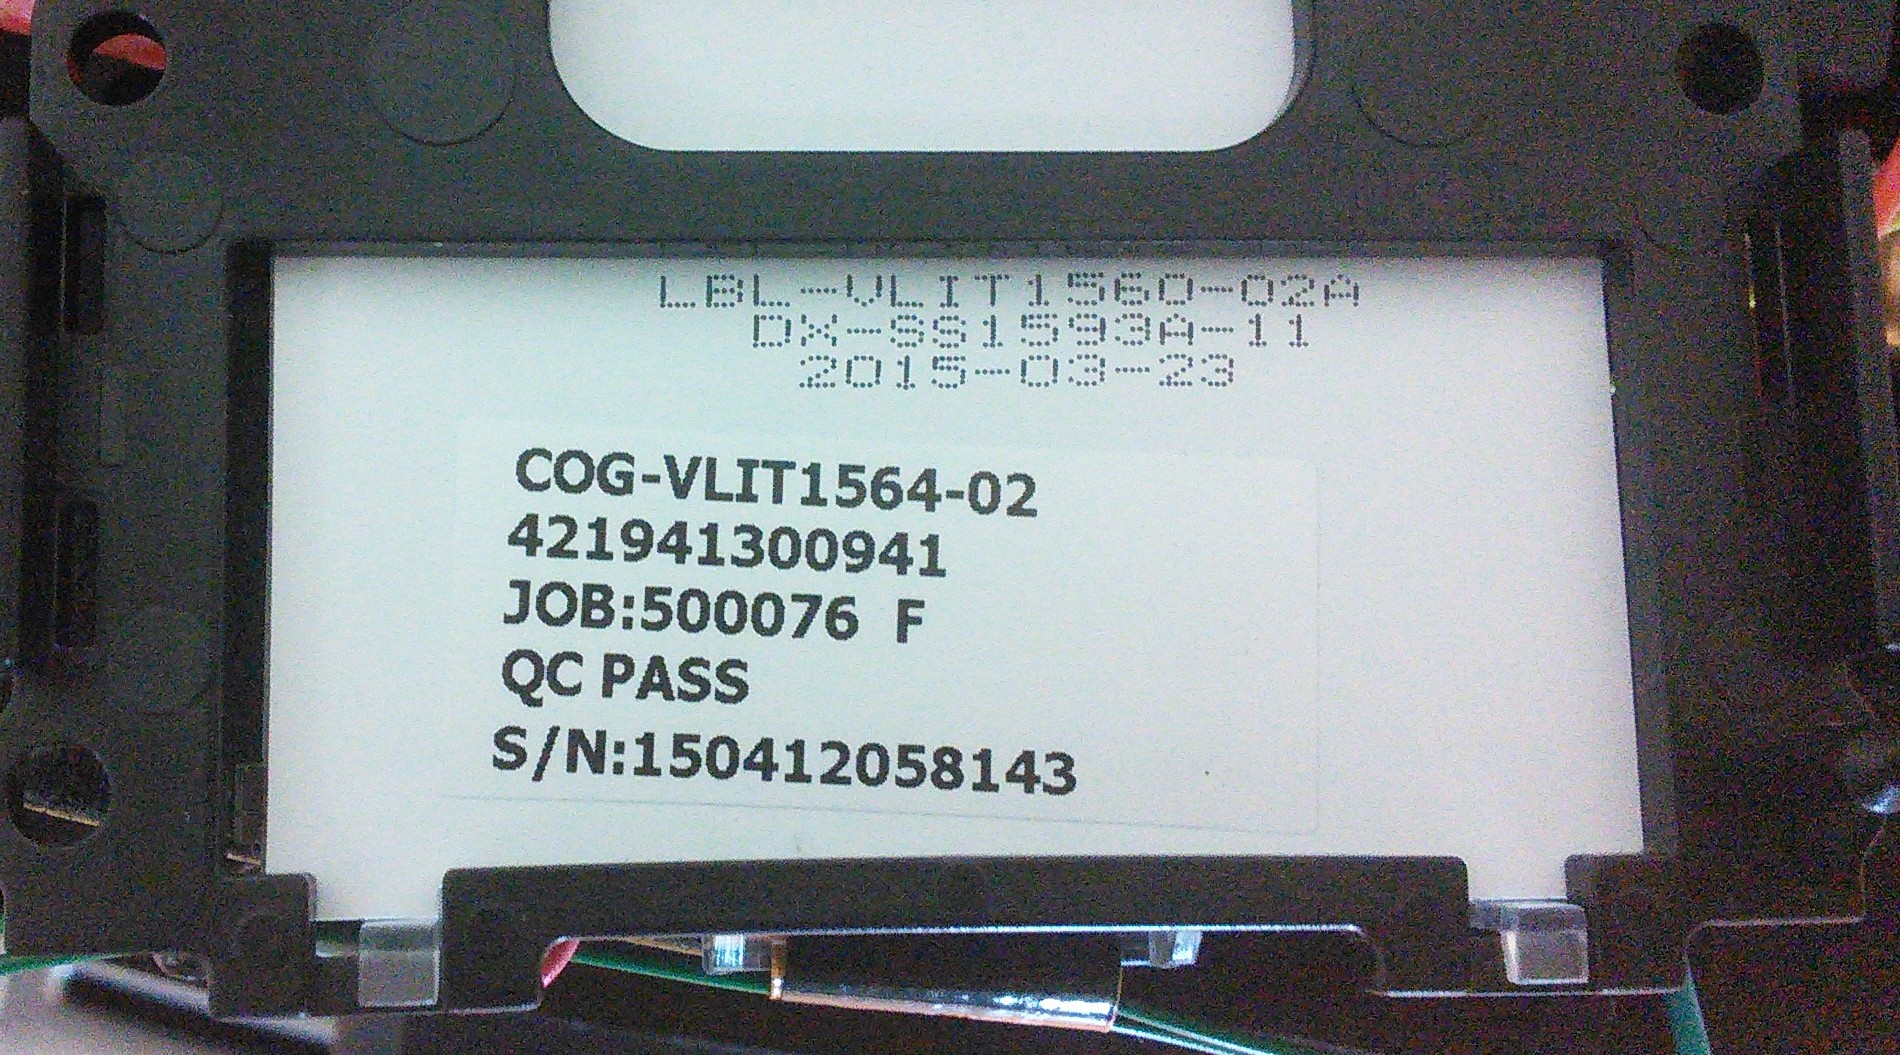 LBL-VLIT1560-02A
DX-SS1593A-11
2015-03-23
COG-VLIT1564-02
421941300941
JOB:500076 F
QC PASS
S/N:150412058143